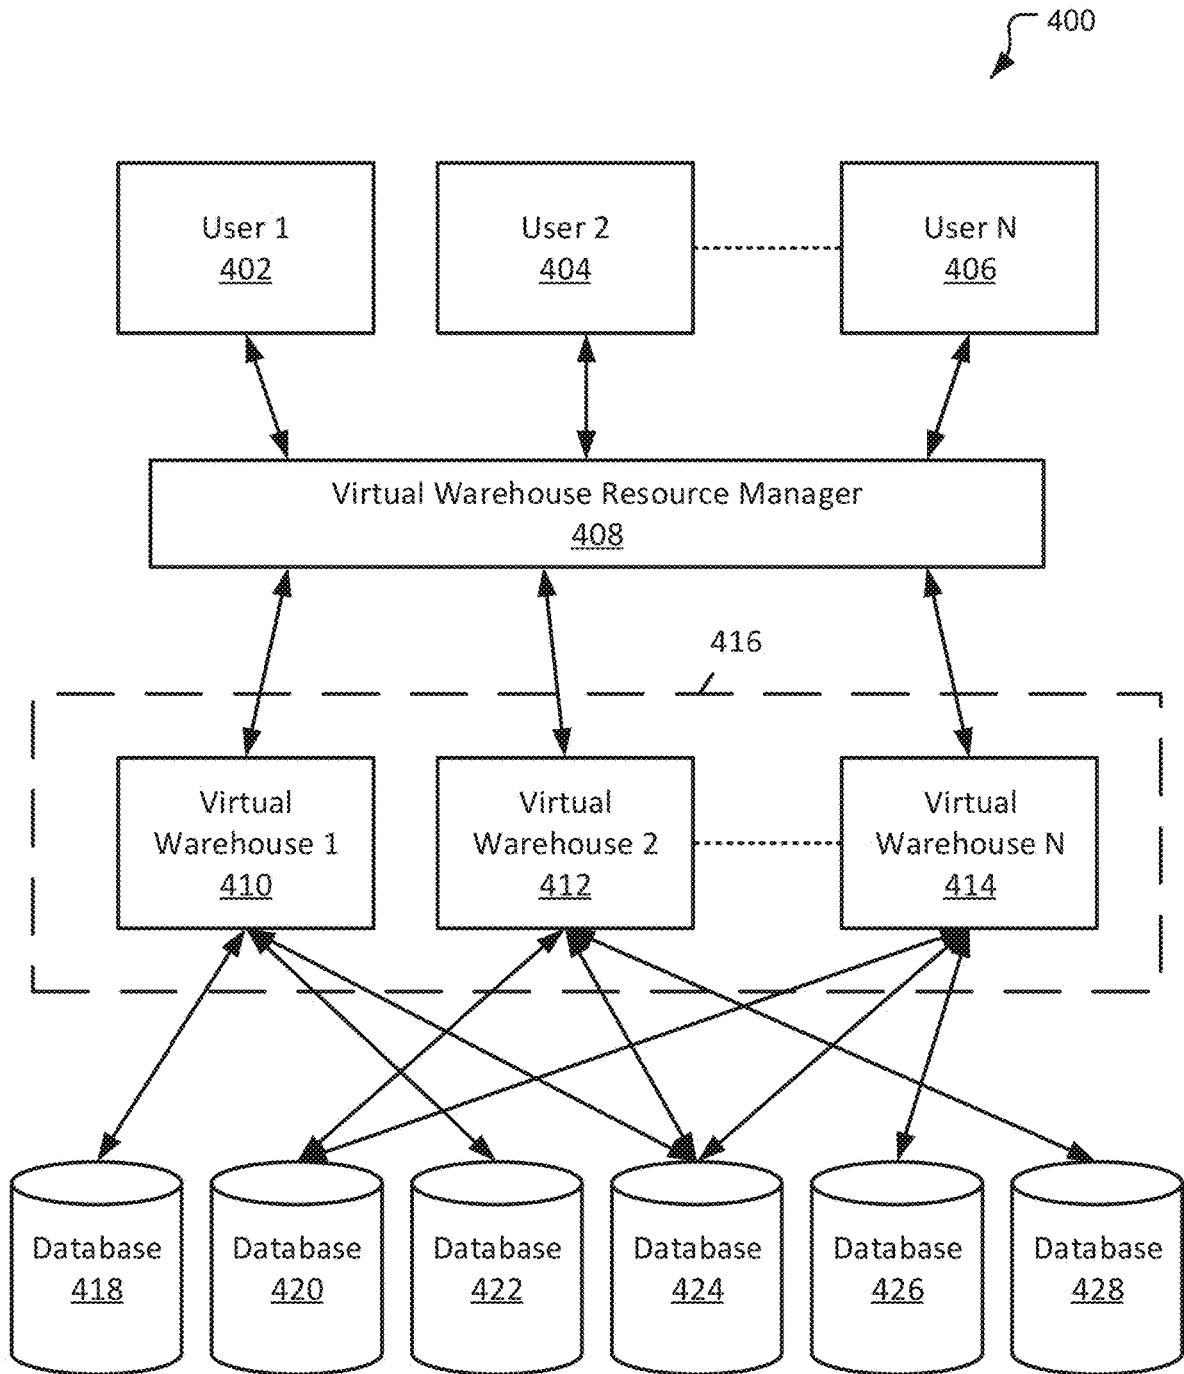 400
User 1
402
User 2
404
User N
406
Virtual Warehouse Resource Manager
408
416
Virtual
Warehouse 1
410
Virtual
Warehouse 2
412
Virtual
Warehouse N
414
Database
418
Database
420
Database
422
Database
424
Database
426
Database
428